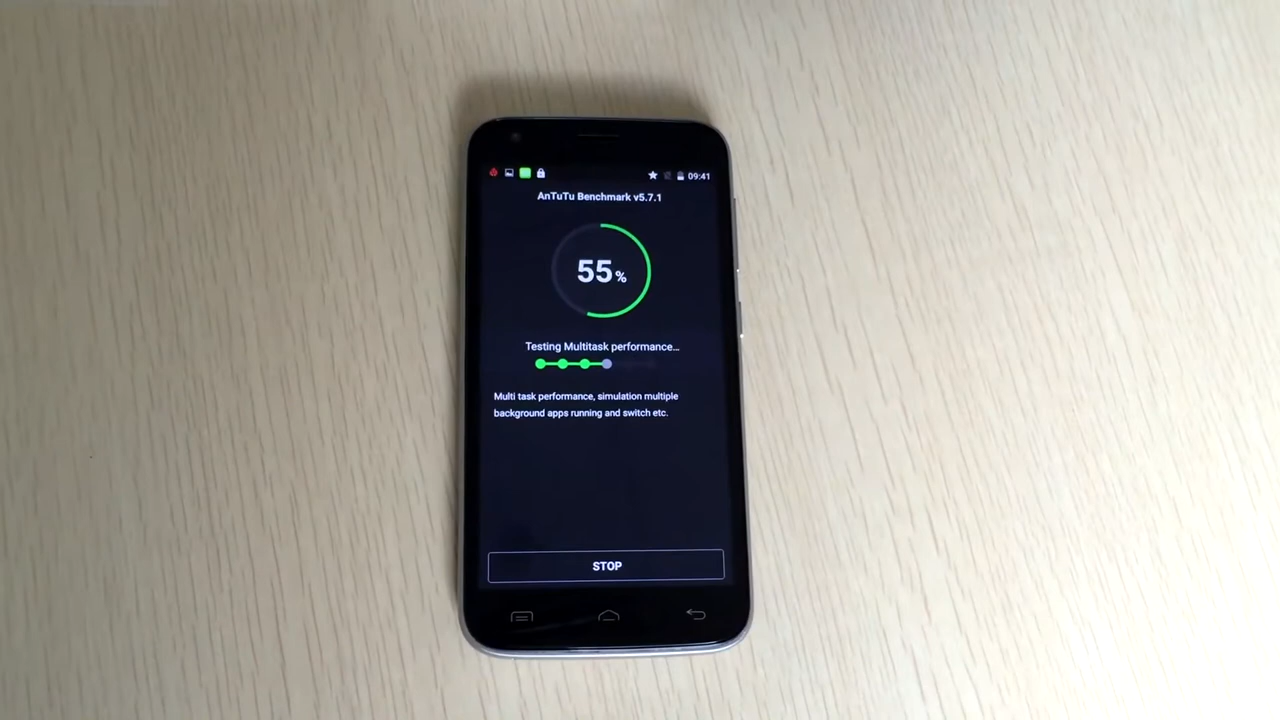 09:41
AnTuTu Benchmark v5.7.1
55%
Testing Multitask performance...
Multi task performance, simulation multiple
background apps running and switch etc.
STOP